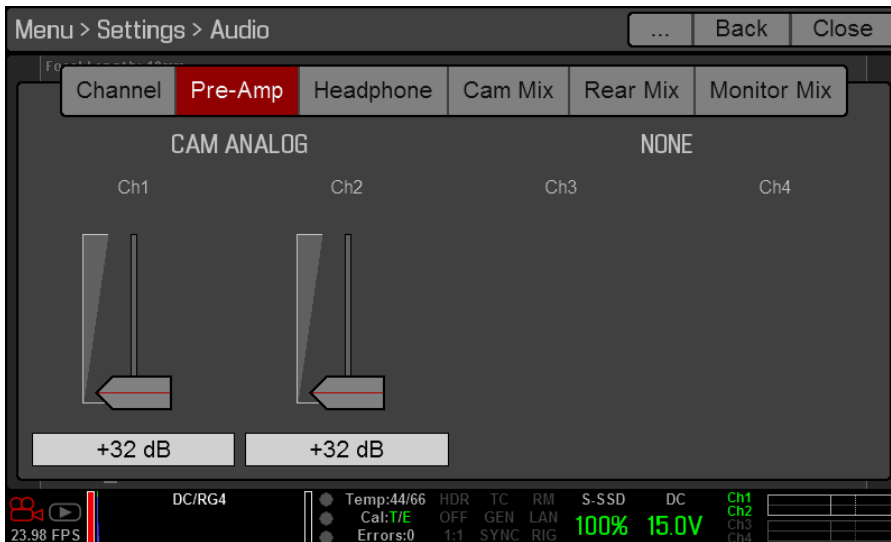 Menu > Settings > Audio
... Back Close
Channel Pre-Amp Headphone Cam Mix Rear Mix Monitor Mix
CAM ANALOG NONE
Ch1 Ch2 Ch3 Ch4
+32 dB +32 dB
DC/RG4 Temp:44/66 HDR TC RM S-SSD DC Ch1
Cal:T/E OFF GEN LAN 100% 15.0V Ch2
23.98 FPS Errors:0 1:1 SYNC RIG Ch3
Ch4